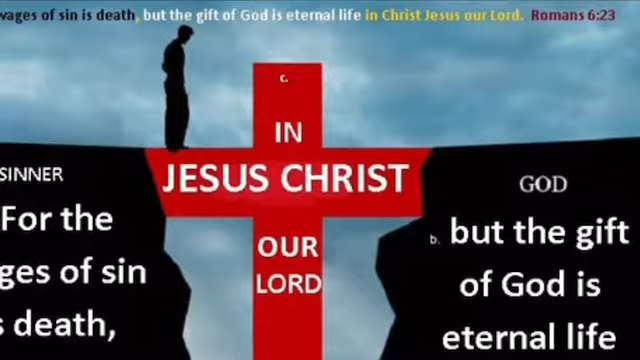 wages of sin is death, but the gift of God is eternal life in Christ Jesus our Lord. Romans 6:23
c.
IN
JESUS CHRIST
OUR
LORD
SINNER
For the
ges of sin
s death,
GOD
b. but the gift
of God is
eternal life